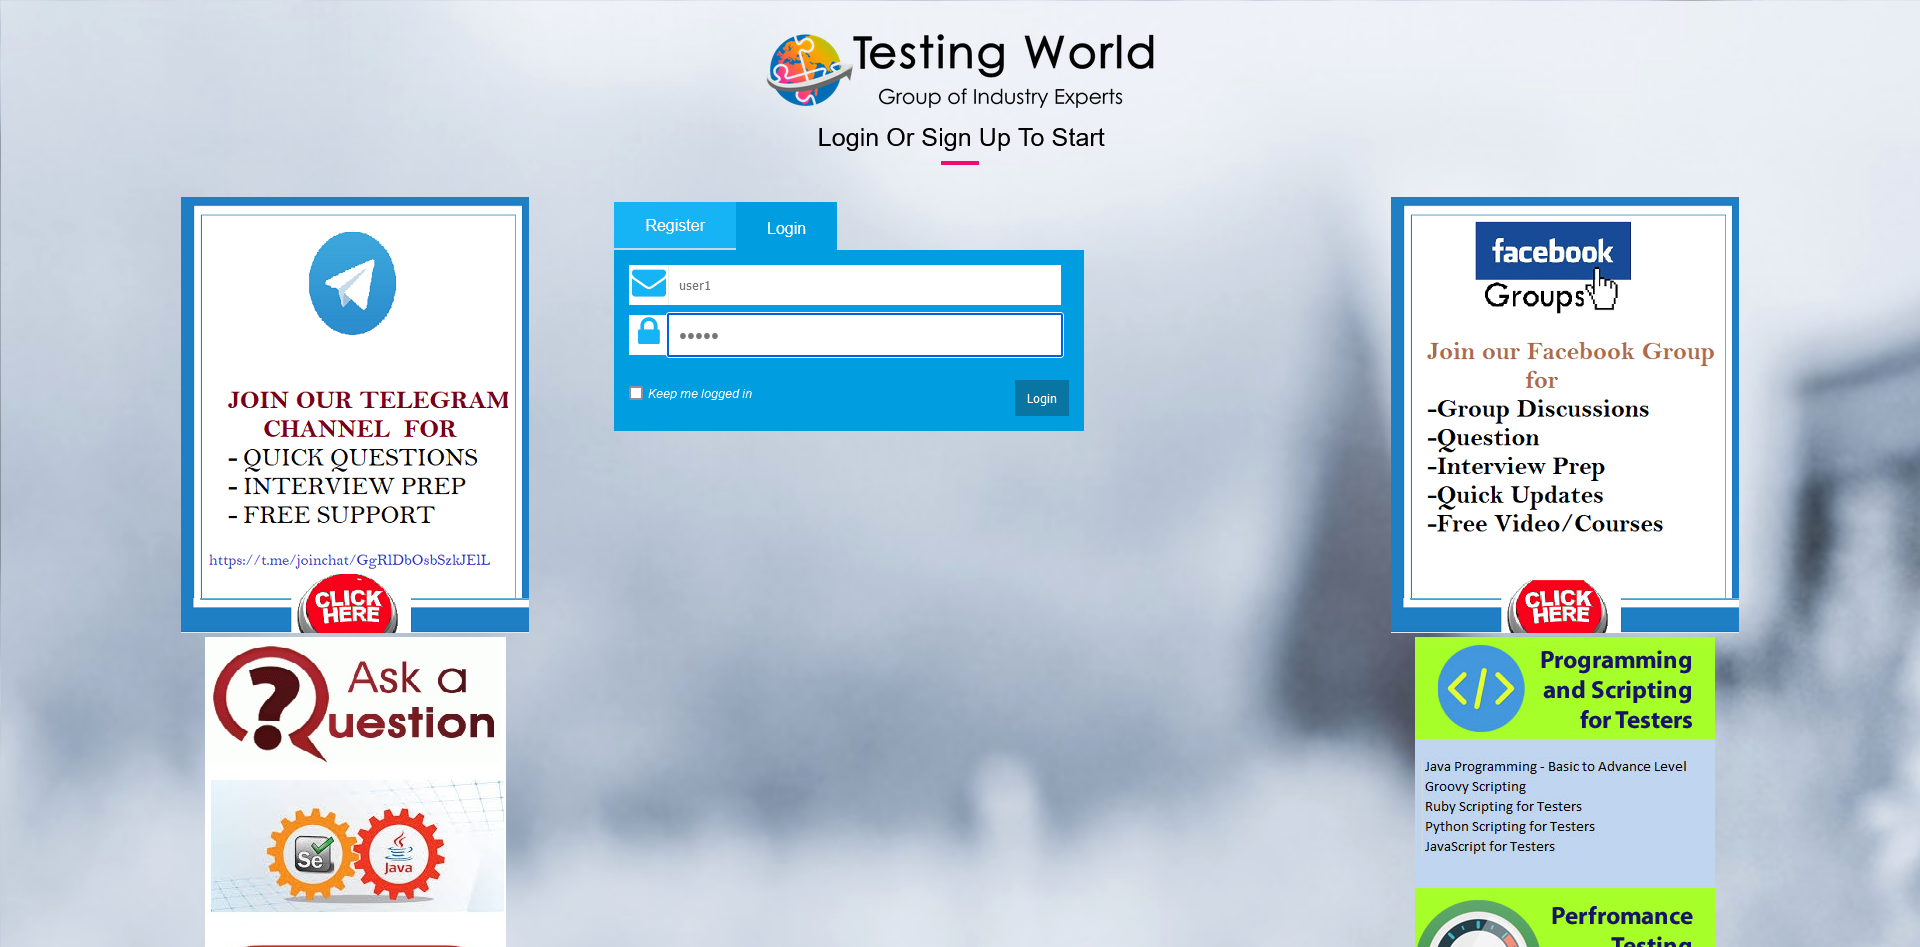 Testing World
Group of Industry Experts
Login Or Sign Up To Start
JOIN OUR TELEGRAM
CHANNEL FOR
- QUICK QUESTIONS
- INTERVIEW PREP
- FREE SUPPORT
https://t.me/joinchat/GgRlDbOsbSzkJElL
CLICK
HERE
Ask a
Question
Se
Java
Register
Login
user1
•••••
Keep me logged in
Login
facebook
Groups
Join our Facebook Group
for
-Group Discussions
-Question
-Interview Prep
-Quick Updates
-Free Video/Courses
CLICK
HERE
Programming
and Scripting
for Testers
Java Programming - Basic to Advance Level
Groovy Scripting
Ruby Scripting for Testers
Python Scripting for Testers
JavaScript for Testers
Perfromance
Testing